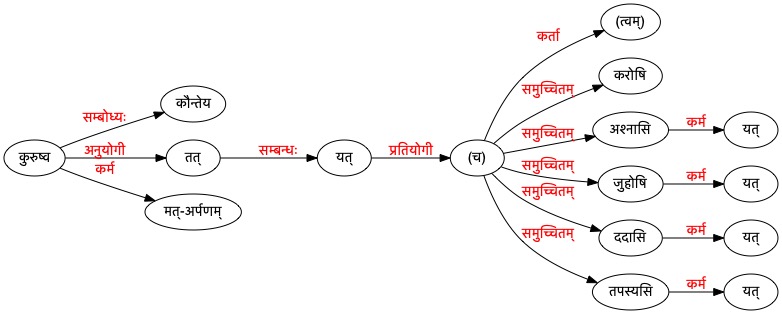 (त्वम्)
कर्ता
करोषि
समुच्चितम्
कौन्तेय
सम्बोध्यः
अश्नासि
कर्म
यत्
समुच्चितम्
कुरुष्व
अनुयोगी
तत्
सम्बन्धः
यत्
प्रतियोगी
(च)
कर्म
समुच्चितम्
जुहोषि
कर्म
यत्
समुच्चितम्
मत्-अर्पणम्
ददासि
कर्म
यत्
समुच्चितम्
तपस्यसि
कर्म
यत्